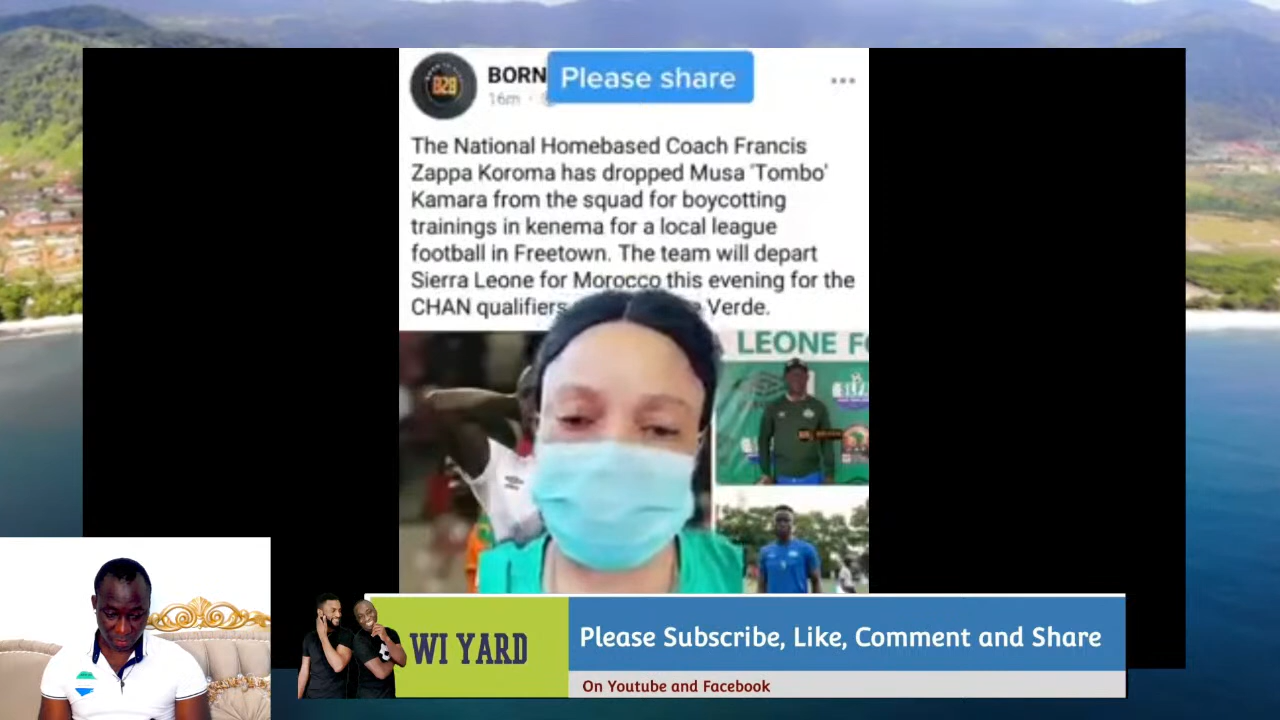 BORN
Please share
16m
The National Homebased Coach Francis
Zappa Koroma has dropped Musa 'Tombo'
Kamara from the squad for boycotting
trainings in kenema for a local league
football in Freetown. The team will depart
Sierra Leone for Morocco this evening for the
CHAN qualifiers Verde.
LEONE F
WI YARD
Please Subscribe, Like, Comment and Share
On Youtube and Facebook